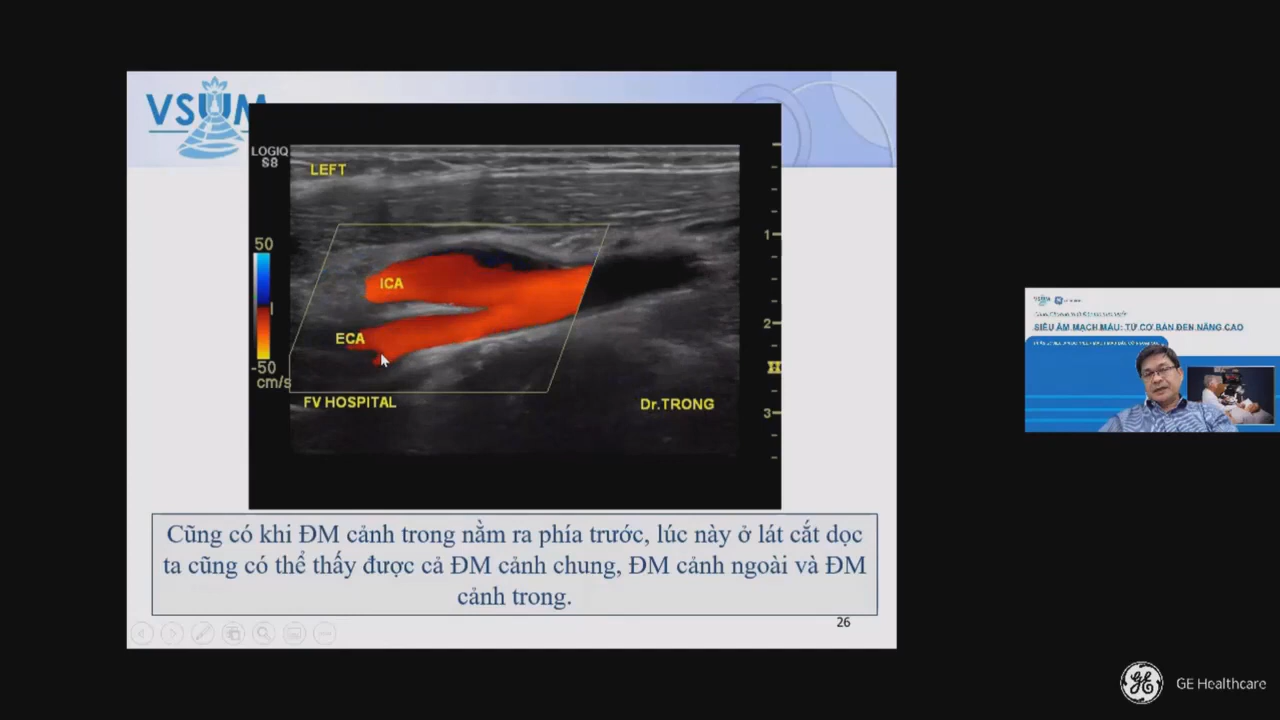 VSUM
LOGIQ
S8
LEFT
50
-50
cm/s
ICA
ECA
1
2
3
FV HOSPITAL
Dr.TRONG
Cũng có khi ĐM cảnh trong nằm ra phía trước, lúc này ở lát cắt dọc
ta cũng có thể thấy được cả ĐM cảnh chung, ĐM cảnh ngoài và ĐM
cảnh trong.
26
SIÊU ÂM MẠCH MÁU: TỪ CƠ BẢN ĐẾN NÂNG CAO
GE Healthcare